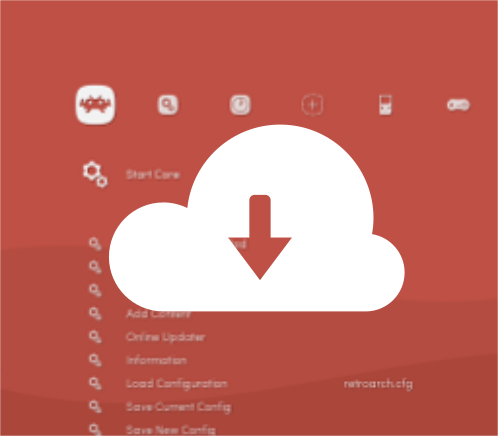 Start Core
Add Content
Online Updater
Information
Load Configuration retroarch.cfg
Save Current Config
Save New Config